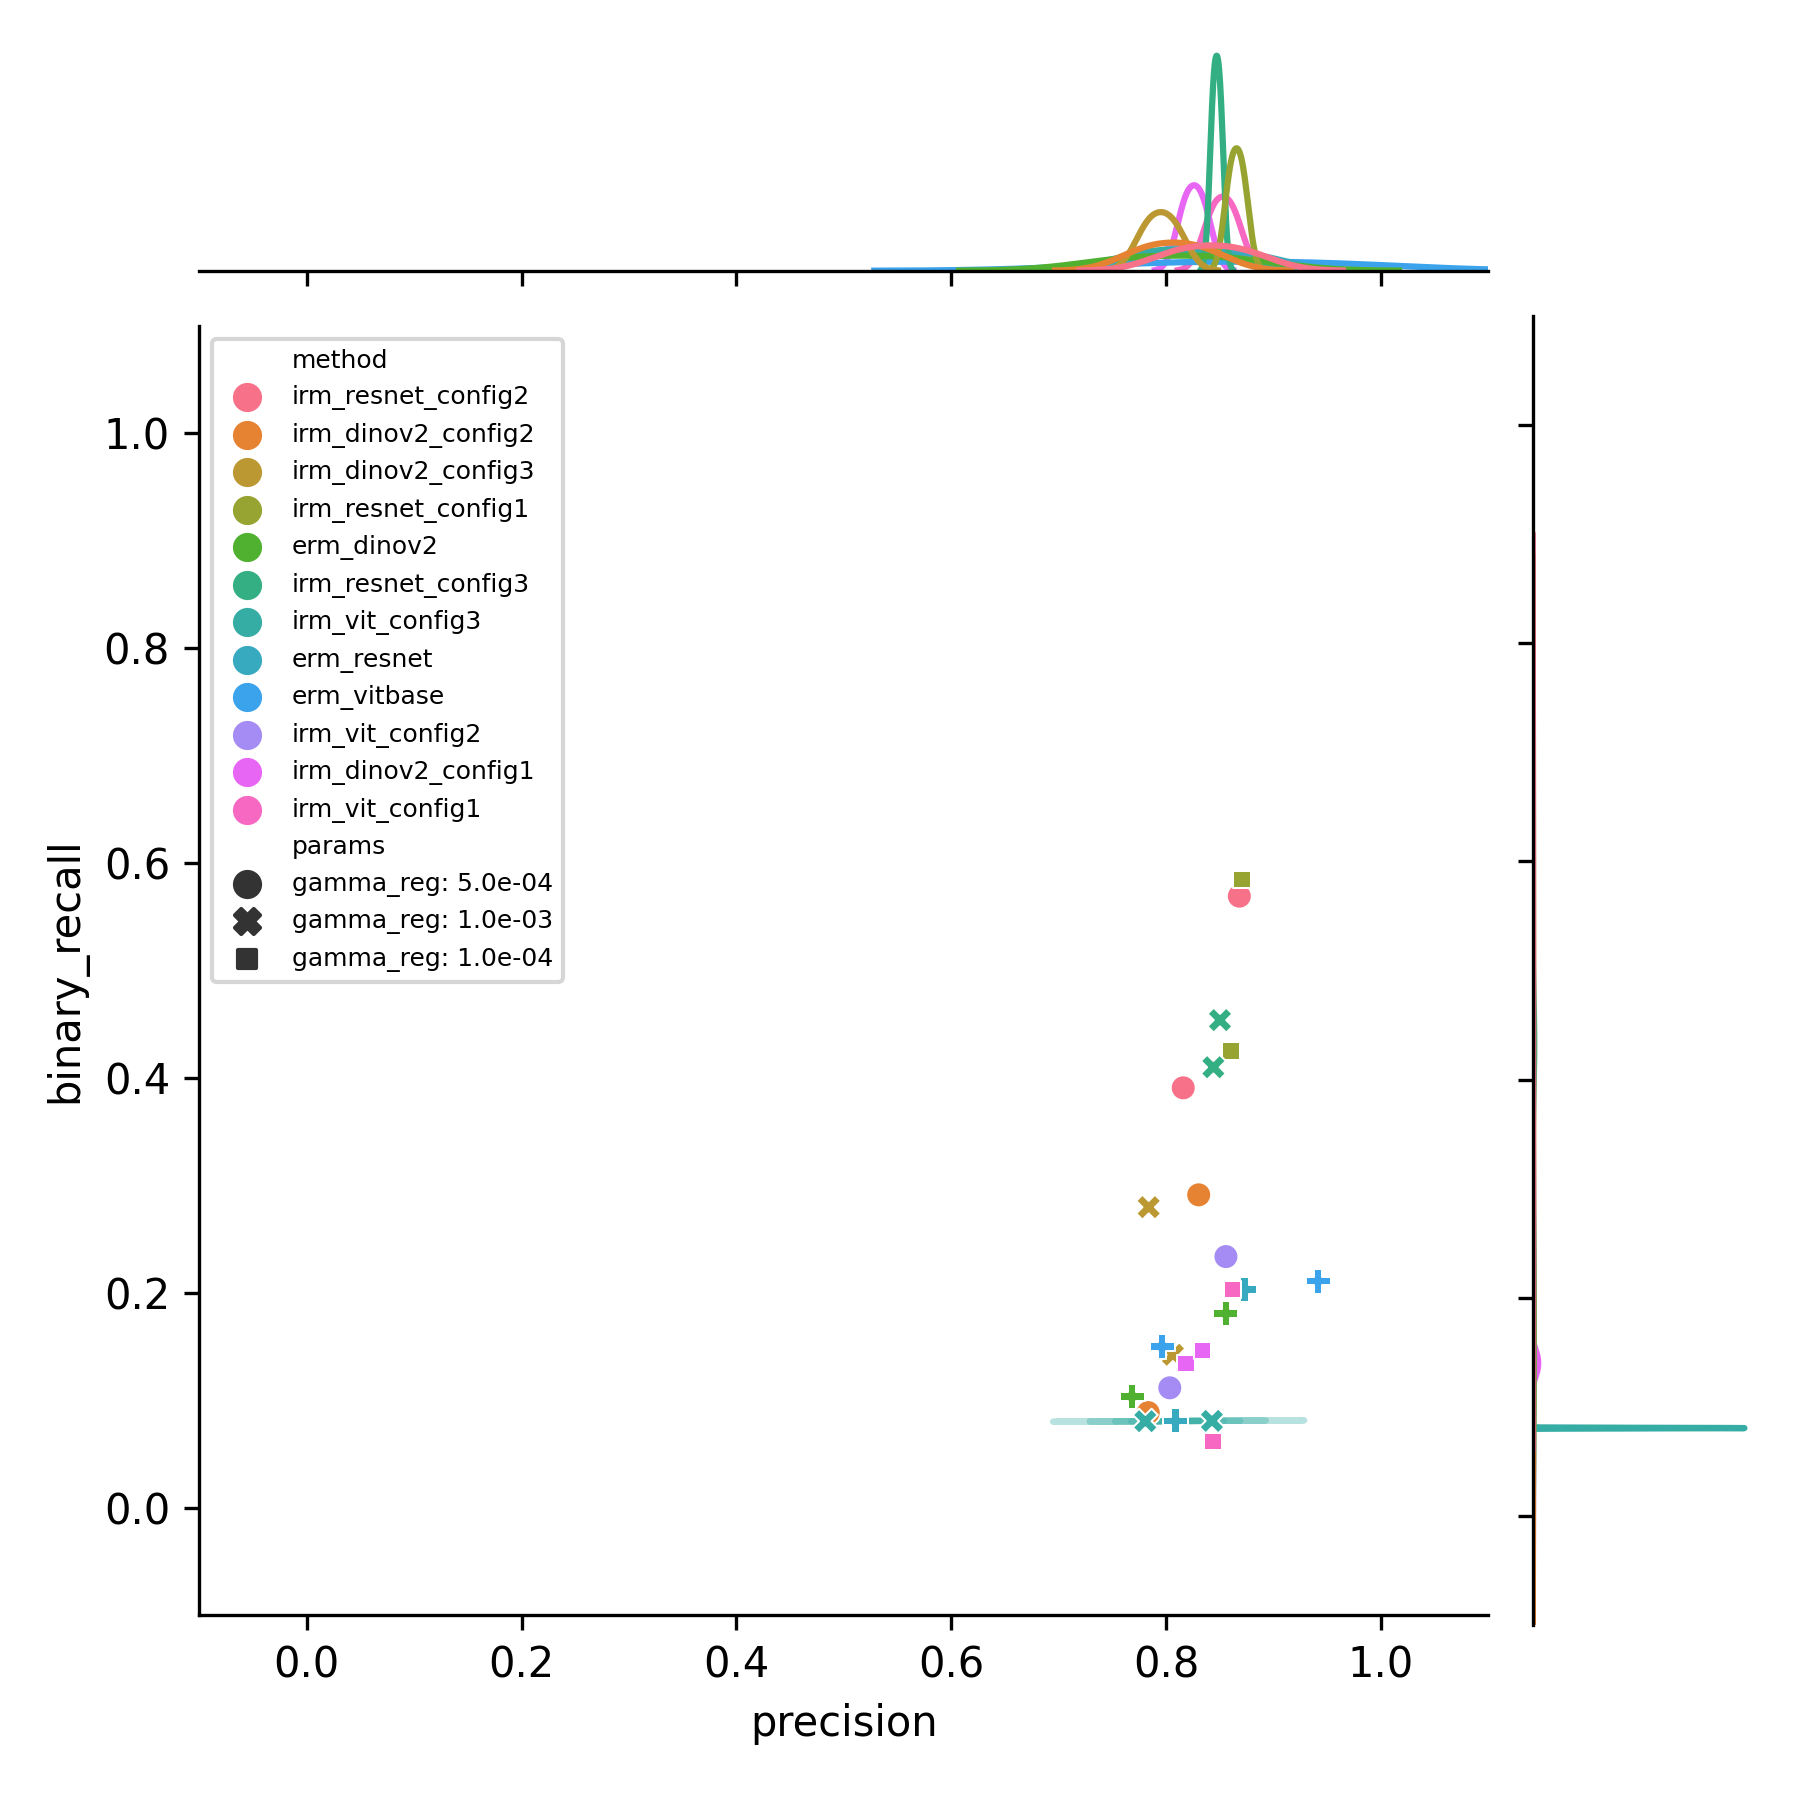 method
irm_resnet_config2
irm_dinov2_config2
irm_dinov2_config3
irm_resnet_config1
erm_dinov2
irm_resnet_config3
irm_vit_config3
erm_resnet
erm_vitbase
irm_vit_config2
irm_dinov2_config1
irm_vit_config1
params
gamma_reg: 5.0e-04
gamma_reg: 1.0e-03
gamma_reg: 1.0e-04
1.0
0.8
0.6
0.4
0.2
0.0
binary_recall
0.0 0.2 0.4 0.6 0.8 1.0
precision